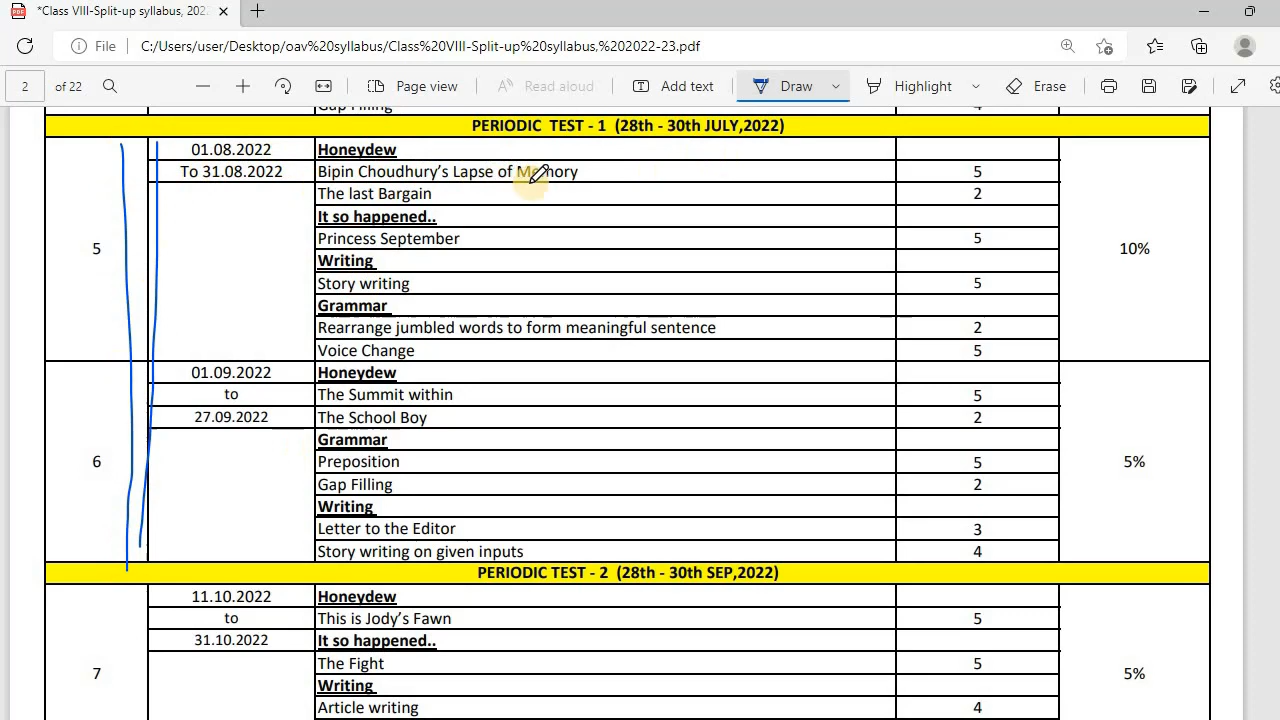 *Class VIII-Split-up syllabus, 202
File C:/Users/user/Desktop/oav%20syllabus/Class%20VIII-Split-up%20syllabus,%202022-23.pdf
2 of 22 Page view Read aloud Add text Draw Highlight Erase
Gap Filling 4
PERIODIC TEST - 1 (28th - 30th JULY,2022)
01.08.2022 Honeydew
To 31.08.2022 Bipin Choudhury's Lapse of Memory 5
The last Bargain 2
It so happened..
Princess September 5
5 10%
Writing
Story writing 5
Grammar
Rearrange jumbled words to form meaningful sentence 2
Voice Change 5
01.09.2022 Honeydew
to The Summit within 5
27.09.2022 The School Boy 2
Grammar
6 Preposition 5 5%
Gap Filling 2
Writing
Letter to the Editor 3
Story writing on given inputs 4
PERIODIC TEST - 2 (28th - 30th SEP,2022)
11.10.2022 Honeydew
to This is Jody's Fawn 5
31.10.2022 It so happened..
The Fight 5
7 5%
Writing
Article writing 4